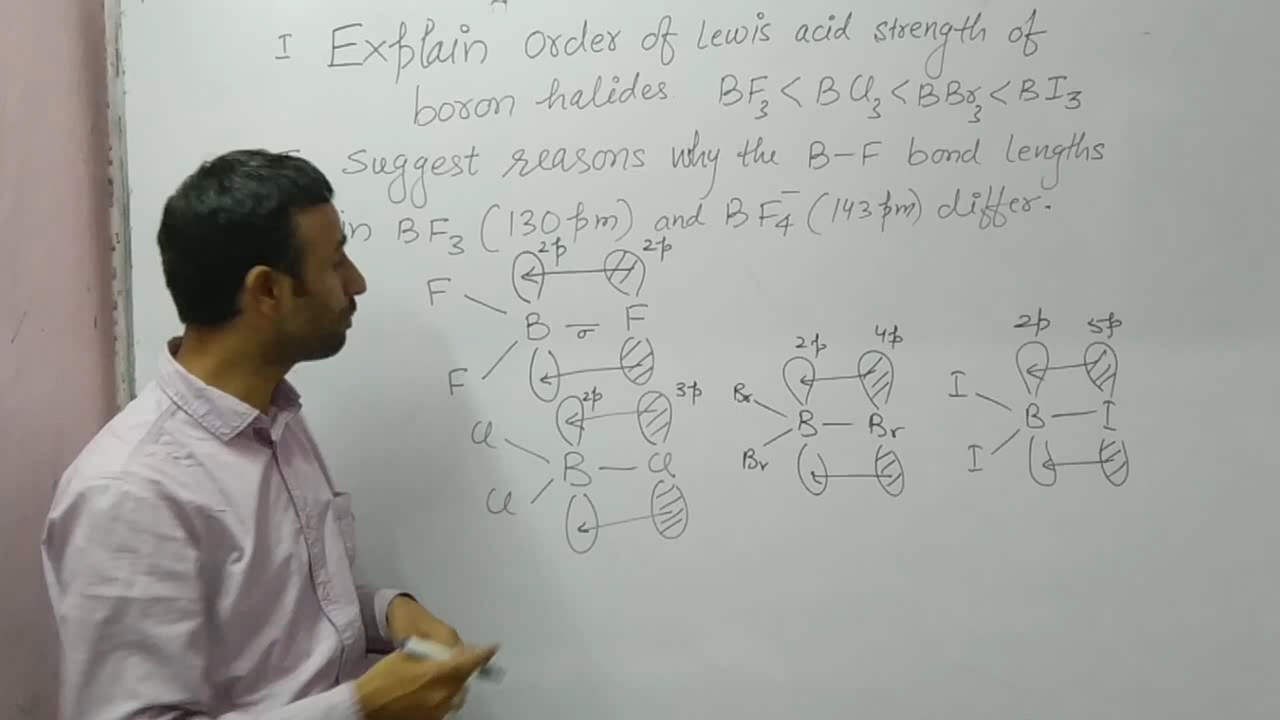 I Explain order of Lewis acid strength of
boron halides. BF3 < BCl3 < BBr3 < BI3
Suggest reasons why the B-F bond lengths
in BF3 (130 pm) and BF4⁻ (143 pm) differ.
2p 2p
F
B — F
σ
F
2p 3p
Cl
B — Cl
Cl
2p 4p
Br
B — Br
Br
2p 5p
I
B — I
I